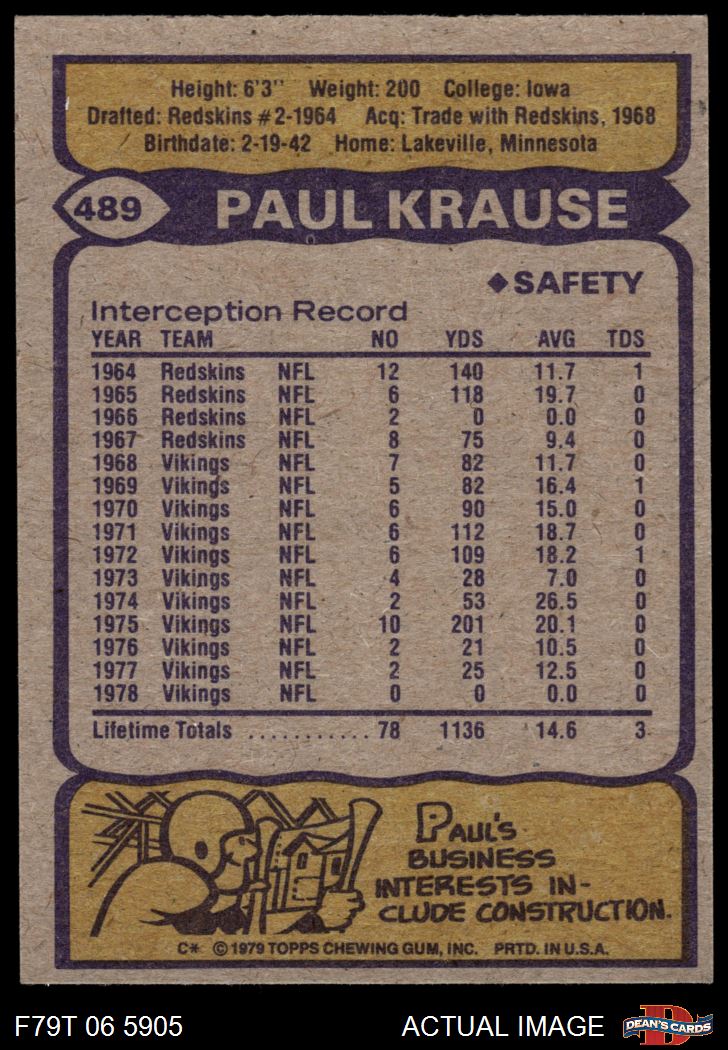 Height: 6'3" Weight: 200 College: Iowa
Drafted: Redskins #2-1964 Acq: Trade with Redskins, 1968
Birthdate: 2-19-42 Home: Lakeville, Minnesota
489 PAUL KRAUSE
◆SAFETY
Interception Record
YEAR TEAM NO YDS AVG TDS
1964 Redskins NFL 12 140 11.7 1
1965 Redskins NFL 6 118 19.7 0
1966 Redskins NFL 2 0 0.0 0
1967 Redskins NFL 8 75 9.4 0
1968 Vikings NFL 7 82 11.7 0
1969 Vikings NFL 5 82 16.4 1
1970 Vikings NFL 6 90 15.0 0
1971 Vikings NFL 6 112 18.7 0
1972 Vikings NFL 6 109 18.2 1
1973 Vikings NFL 4 28 7.0 0
1974 Vikings NFL 2 53 26.5 0
1975 Vikings NFL 10 201 20.1 0
1976 Vikings NFL 2 21 10.5 0
1977 Vikings NFL 2 25 12.5 0
1978 Vikings NFL 0 0 0.0 0
Lifetime Totals ........... 78 1136 14.6 3
PAUL'S
BUSINESS
INTERESTS IN-
CLUDE CONSTRUCTION.
C* © 1979 TOPPS CHEWING GUM, INC. PRTD. IN U.S.A.
F79T 06 5905 ACTUAL IMAGE DEAN'S CARDS